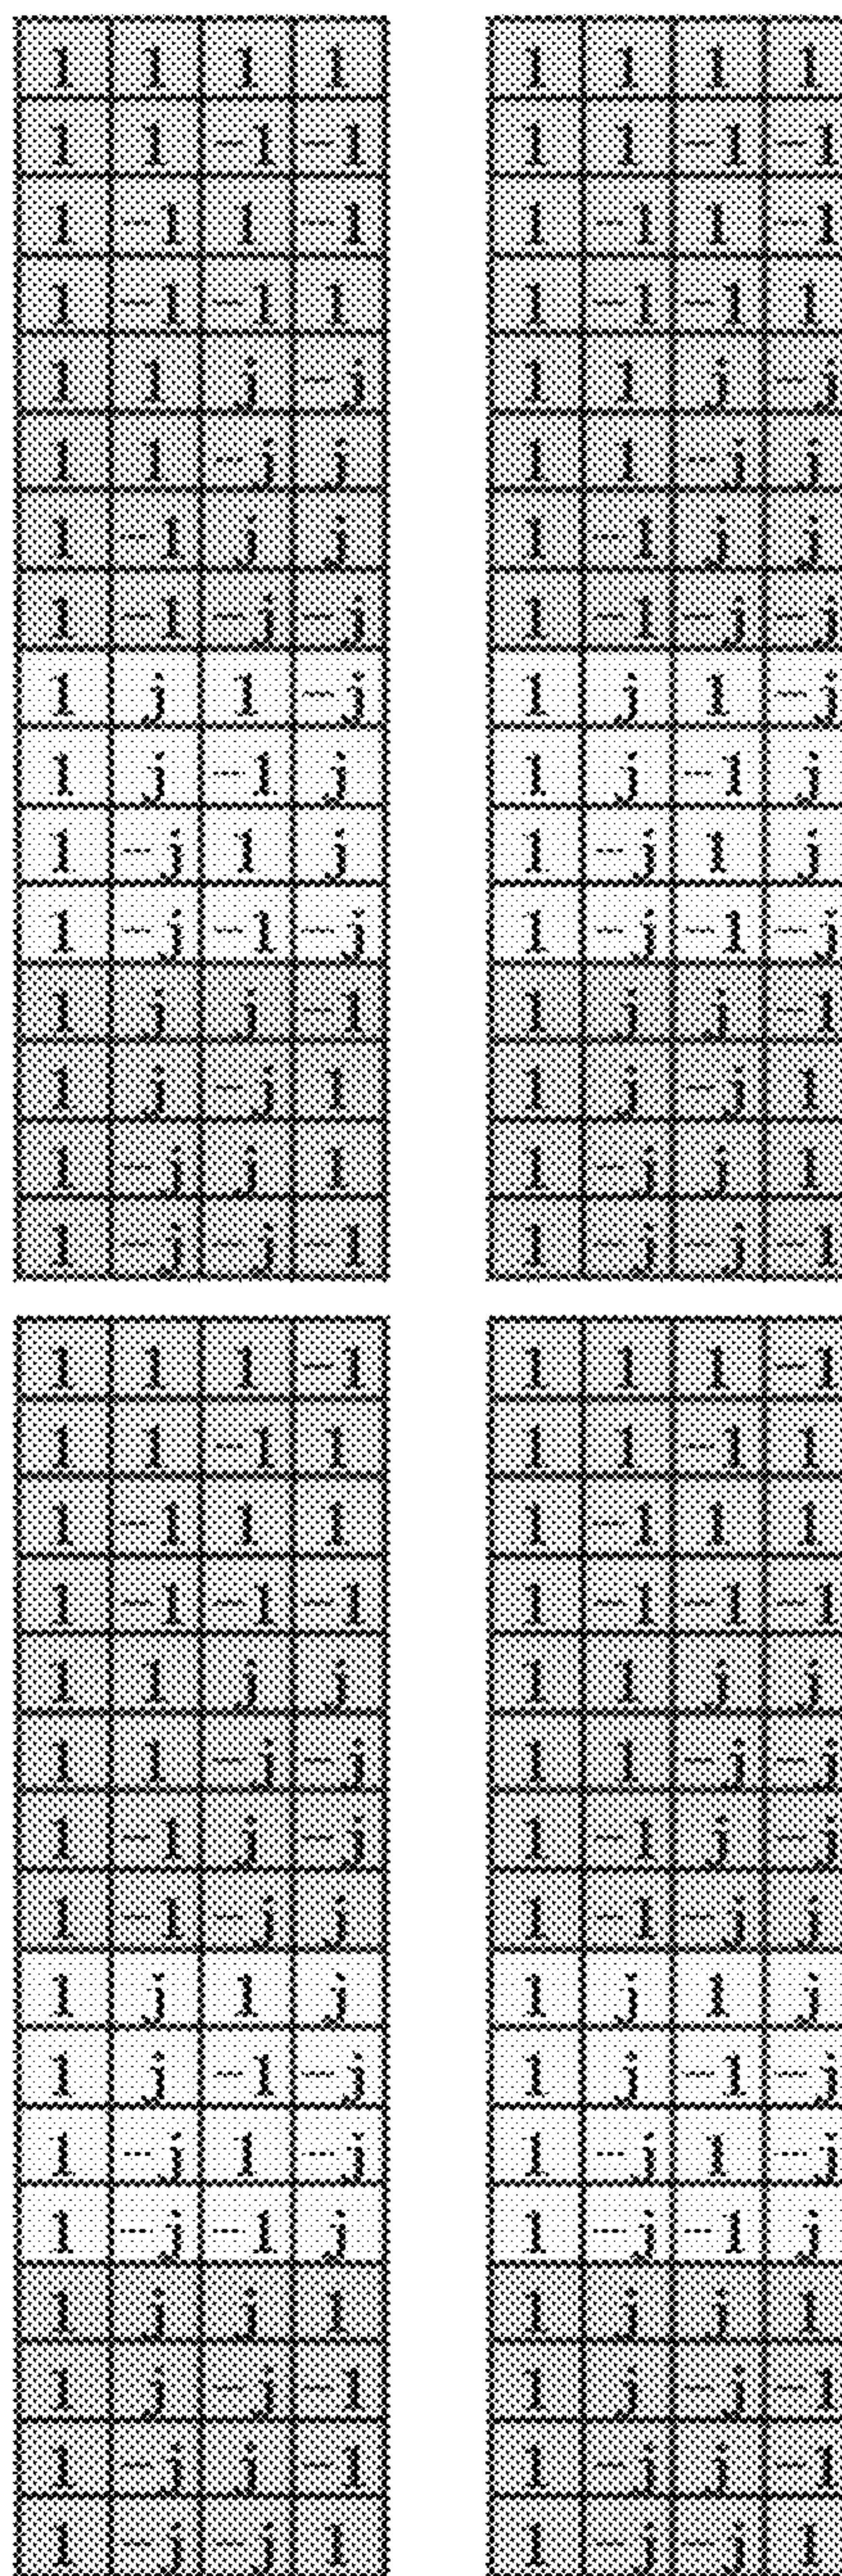 1 1 1 1 1 1 1 1
1 1 -1 -1 1 1 -1 -1
1 -1 1 -1 1 -1 1 -1
1 -1 -1 1 1 -1 -1 1
1 1 j -j 1 1 j -j
1 1 -j j 1 1 -j j
1 -1 j j 1 -1 j j
1 -1 -j -j 1 -1 -j -j
1 j 1 -j 1 j 1 -j
1 j -1 j 1 j -1 j
1 -j 1 j 1 -j 1 j
1 -j -1 -j 1 -j -1 -j
1 j j -1 1 j j -1
1 j -j 1 1 j -j 1
1 -j j 1 1 -j j 1
1 -j -j -1 1 -j -j -1
1 1 1 -1 1 1 1 -1
1 1 -1 1 1 1 -1 1
1 -1 1 1 1 -1 1 1
1 -1 -1 -1 1 -1 -1 -1
1 1 j j 1 1 j j
1 1 -j -j 1 1 -j -j
1 -1 j -j 1 -1 j -j
1 -1 -j j 1 -1 -j j
1 j 1 j 1 j 1 j
1 j -1 -j 1 j -1 -j
1 -j 1 -j 1 -j 1 -j
1 -j -1 j 1 -j -1 j
1 j j 1 1 j j 1
1 j -j -1 1 j -j -1
1 -j j -1 1 -j j -1
1 -j -j 1 1 -j -j 1